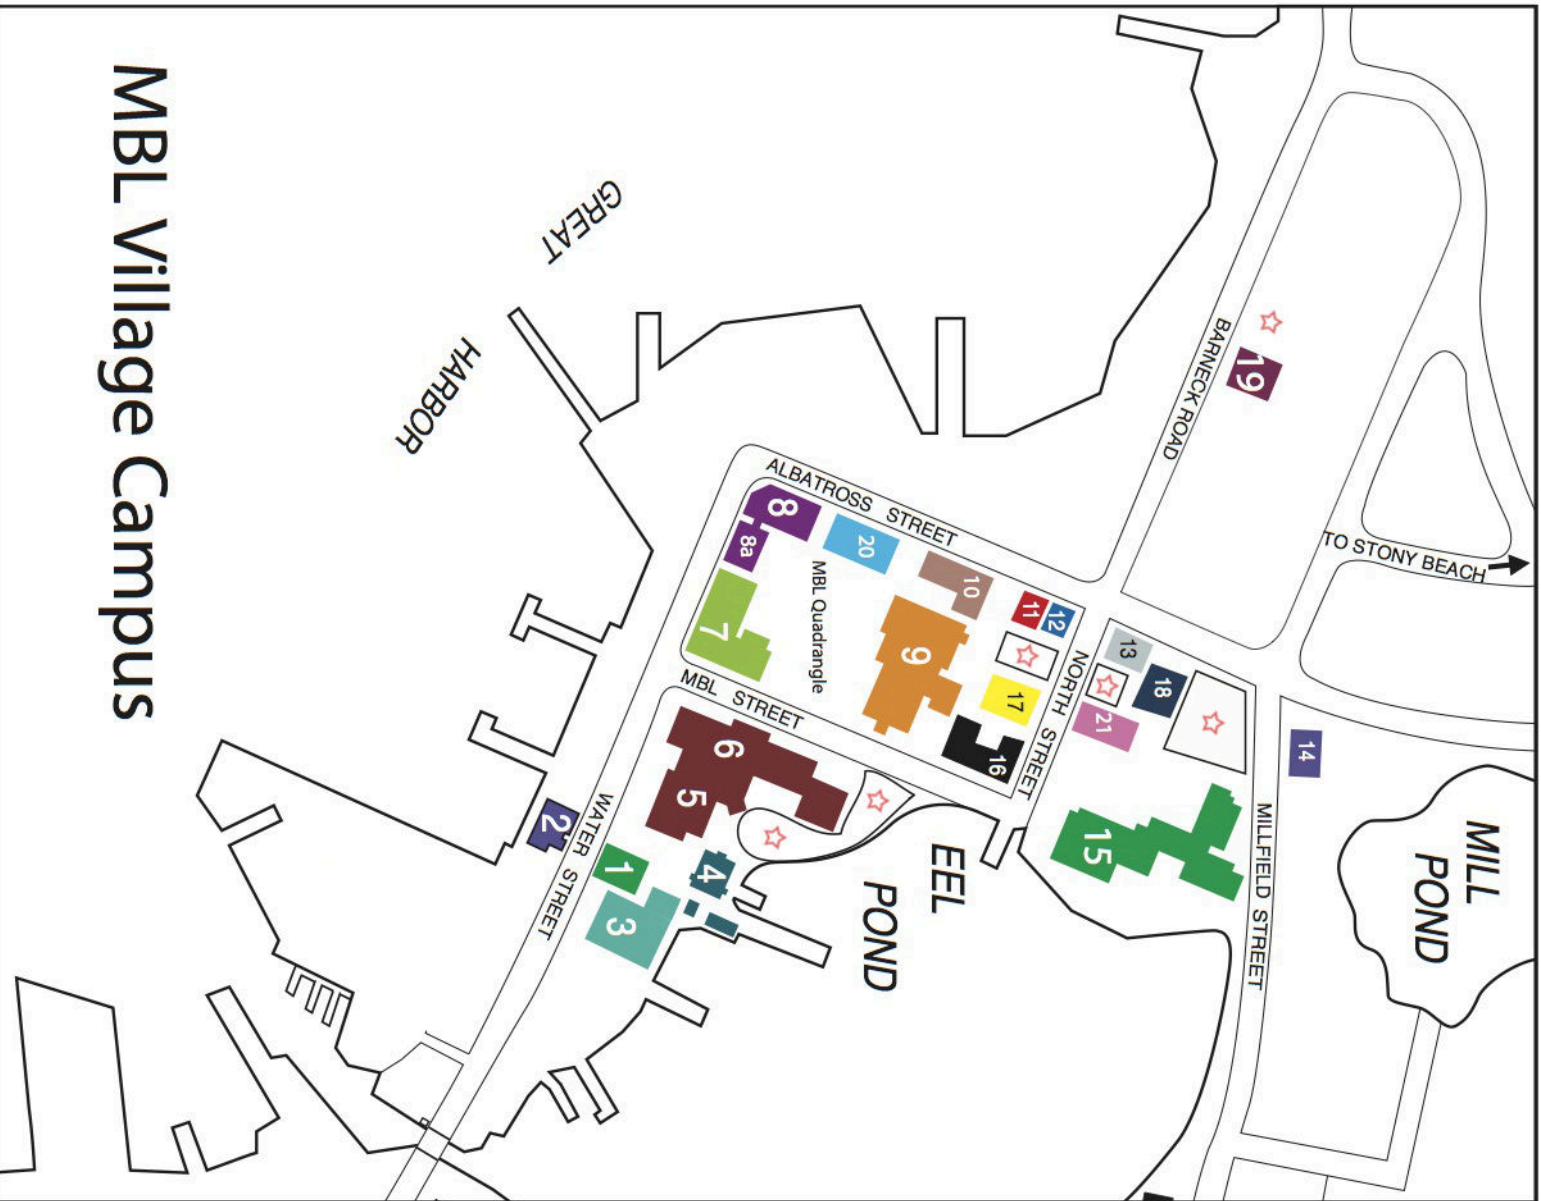 MBL Village Campus
GREAT
HARBOR
BARNECK ROAD
19
TO STONY BEACH
ALBATROSS STREET
8
8a
20
10
11
12
7
MBL Quadrangle
9
17
16
NORTH STREET
13
18
21
14
MBL STREET
6
5
15
MILLFIELD STREET
MILL
POND
EEL
POND
WATER STREET
2
1
4
3